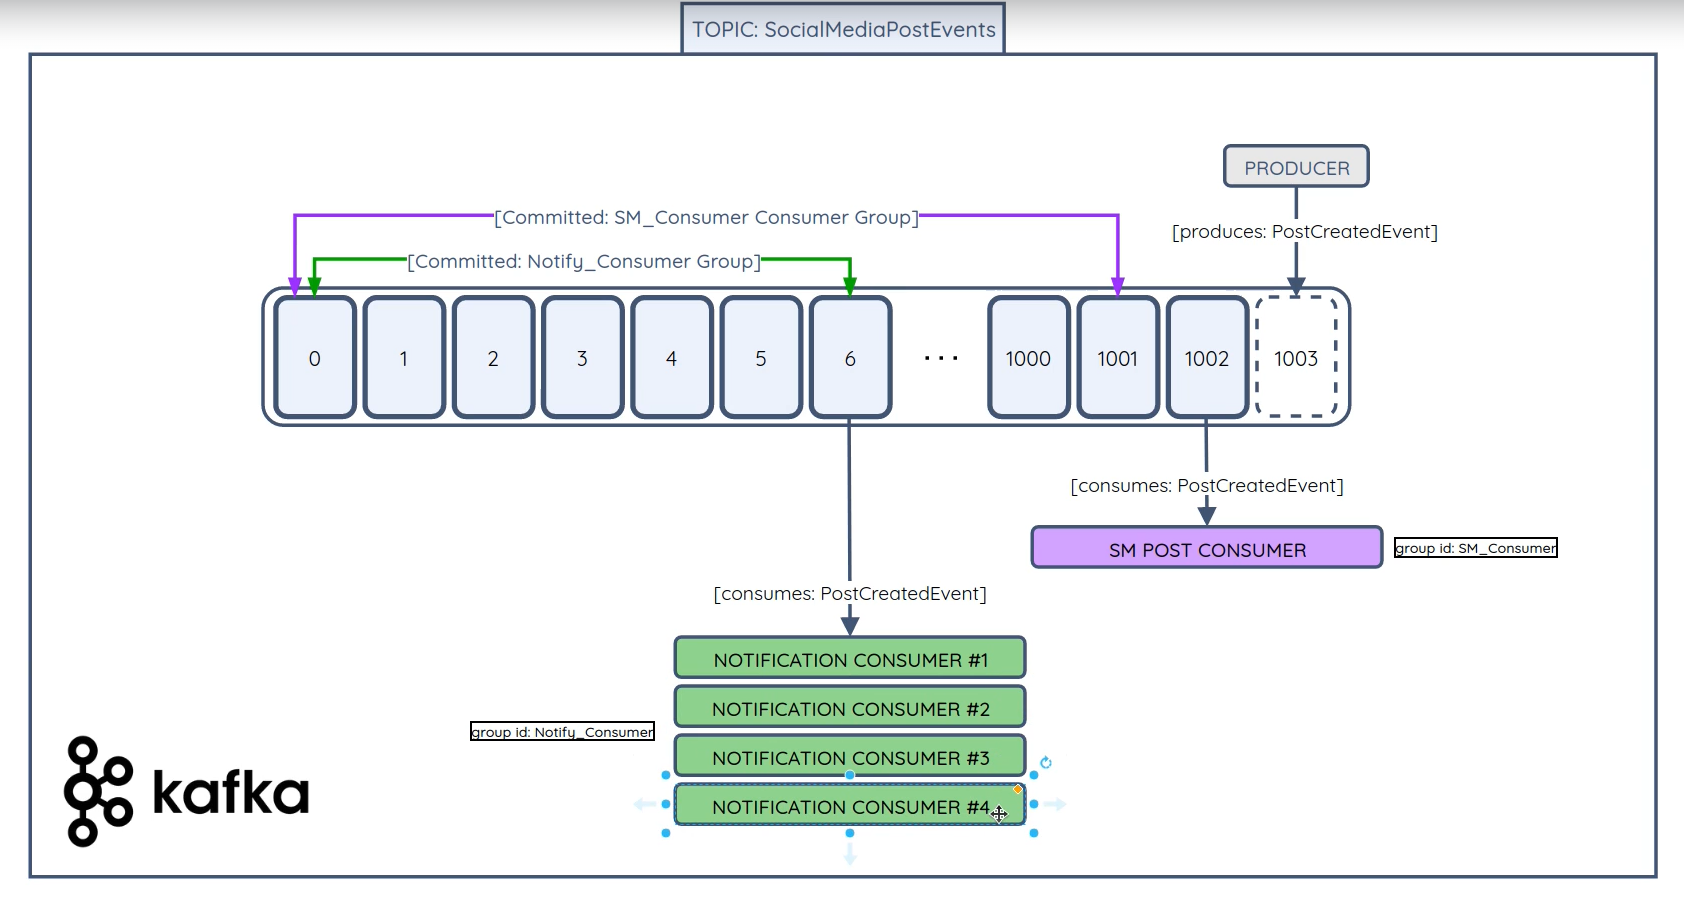 TOPIC: SocialMediaPostEvents
PRODUCER
[produces: PostCreatedEvent]
[Committed: SM_Consumer Consumer Group]
[Committed: Notify_Consumer Group]
0 1 2 3 4 5 6 ... 1000 1001 1002 1003
[consumes: PostCreatedEvent]
SM POST CONSUMER
group id: SM_Consumer
[consumes: PostCreatedEvent]
NOTIFICATION CONSUMER #1
NOTIFICATION CONSUMER #2
group id: Notify_Consumer
NOTIFICATION CONSUMER #3
NOTIFICATION CONSUMER #4
kafka